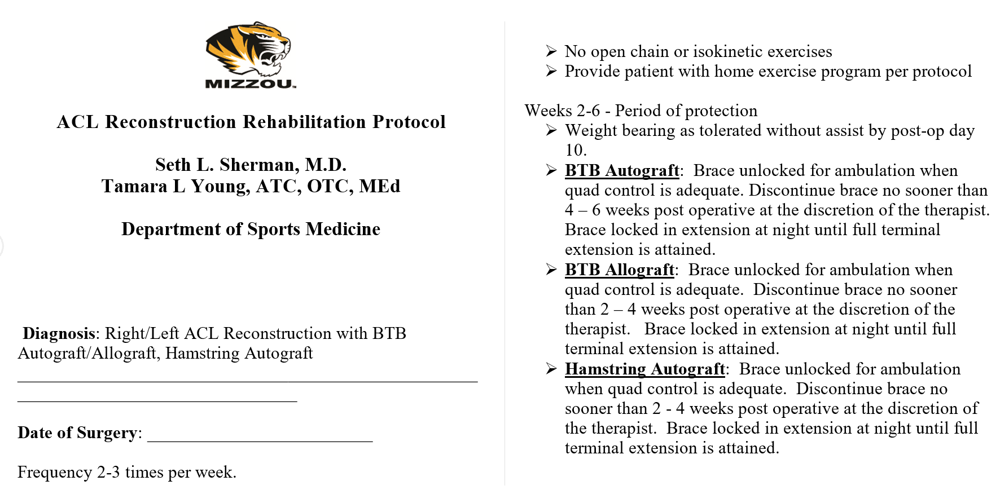 MIZZOU™
ACL Reconstruction Rehabilitation Protocol
Seth L. Sherman, M.D.
Tamara L Young, ATC, OTC, MEd
Department of Sports Medicine
Diagnosis: Right/Left ACL Reconstruction with BTB
Autograft/Allograft, Hamstring Autograft
Date of Surgery:
Frequency 2-3 times per week.
➢ No open chain or isokinetic exercises
➢ Provide patient with home exercise program per protocol
Weeks 2-6 - Period of protection
➢ Weight bearing as tolerated without assist by post-op day
10.
➢ BTB Autograft: Brace unlocked for ambulation when
quad control is adequate. Discontinue brace no sooner than
4 – 6 weeks post operative at the discretion of the therapist.
Brace locked in extension at night until full terminal
extension is attained.
➢ BTB Allograft: Brace unlocked for ambulation when
quad control is adequate. Discontinue brace no sooner
than 2 – 4 weeks post operative at the discretion of the
therapist. Brace locked in extension at night until full
terminal extension is attained.
➢ Hamstring Autograft: Brace unlocked for ambulation
when quad control is adequate. Discontinue brace no
sooner than 2 - 4 weeks post operative at the discretion of
the therapist. Brace locked in extension at night until full
terminal extension is attained.